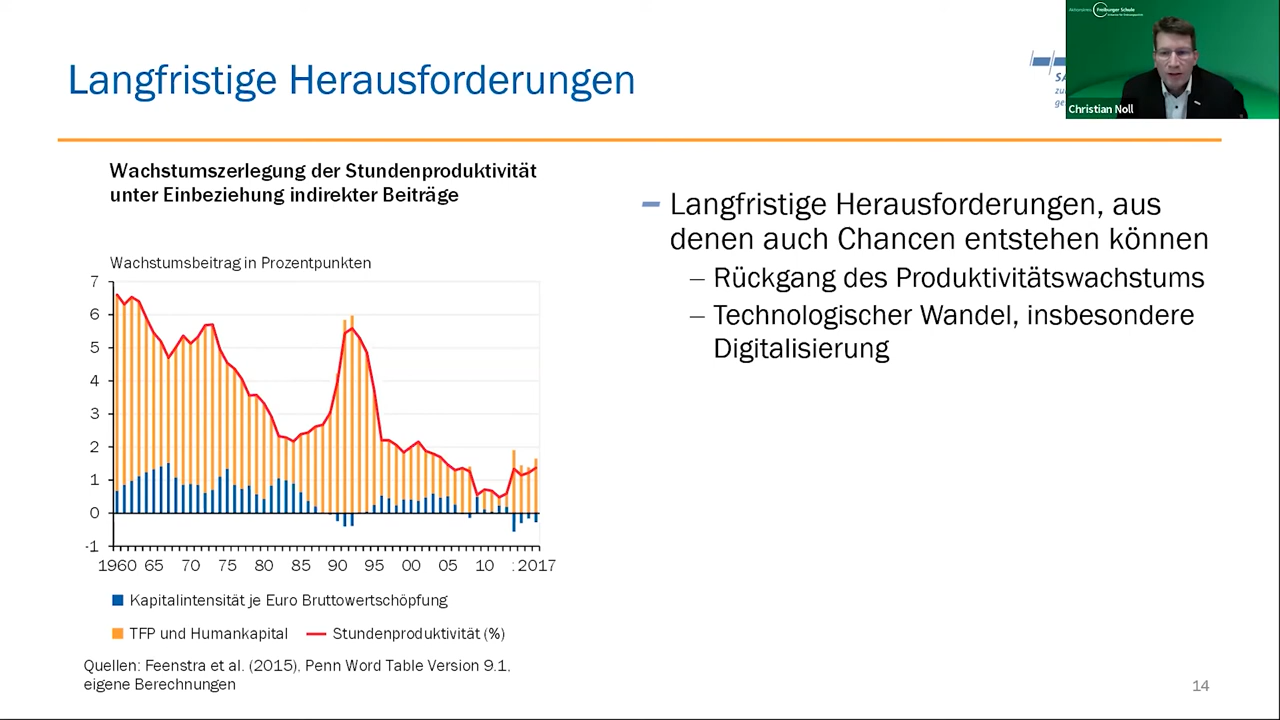 Langfristige Herausforderungen
Freiburger Schule
Christian Noll
Wachstumszerlegung der Stundenproduktivität
unter Einbeziehung indirekter Beiträge
Wachstumsbeitrag in Prozentpunkten
7
6
5
4
3
2
1
0
-1
1960 65 70 75 80 85 90 95 00 05 10 : 2017
Kapitalintensität je Euro Bruttowertschöpfung
TFP und Humankapital Stundenproduktivität (%)
Quellen: Feenstra et al. (2015), Penn Word Table Version 9.1,
eigene Berechnungen
– Langfristige Herausforderungen, aus
denen auch Chancen entstehen können
– Rückgang des Produktivitätswachstums
– Technologischer Wandel, insbesondere
Digitalisierung
14